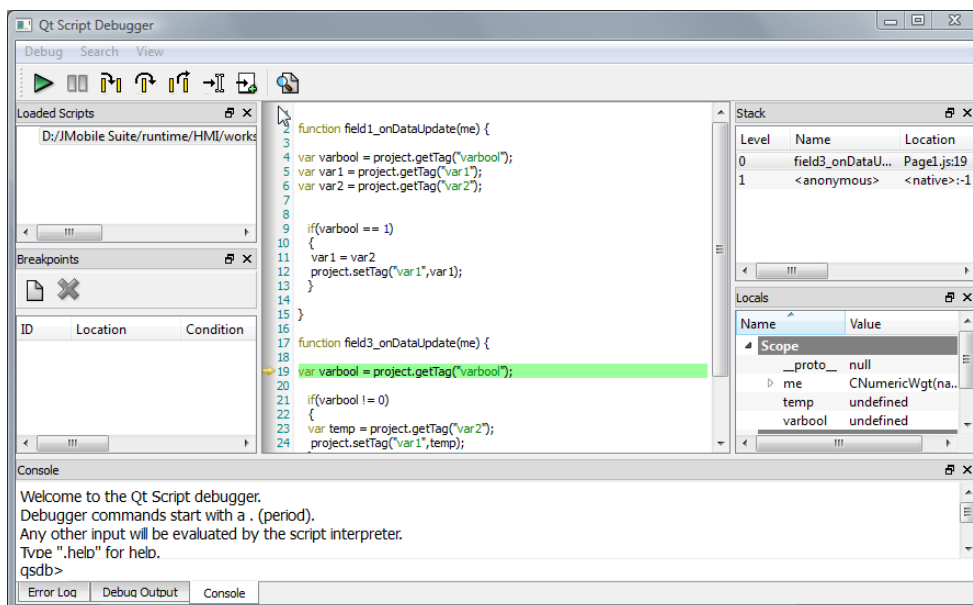 Qt Script Debugger
Debug Search View
Loaded Scripts
D:/JMobile Suite/runtime/HMI/works
Breakpoints
ID Location Condition
1
2 function field1_onDataUpdate(me) {
3
4 var varbool = project.getTag("varbool");
5 var var1 = project.getTag("var1");
6 var var2 = project.getTag("var2");
7
8
9 if(varbool == 1)
10 {
11 var1 = var2
12 project.setTag("var1",var1);
13 }
14
15 }
16
17 function field3_onDataUpdate(me) {
18
19 var varbool = project.getTag("varbool");
20
21 if(varbool != 0)
22 {
23 var temp = project.getTag("var2");
24 project.setTag("var1",temp);
Stack
Level Name Location
0 field3_onDataU... Page1.js:19
1 <anonymous> <native>:-1
Locals
Name Value
Scope
__proto__ null
me CNumericWgt(na...
temp undefined
varbool undefined
Console
Welcome to the Qt Script debugger.
Debugger commands start with a . (period).
Any other input will be evaluated by the script interpreter.
Type ".help" for help.
qsdb>
Error Log Debug Output Console